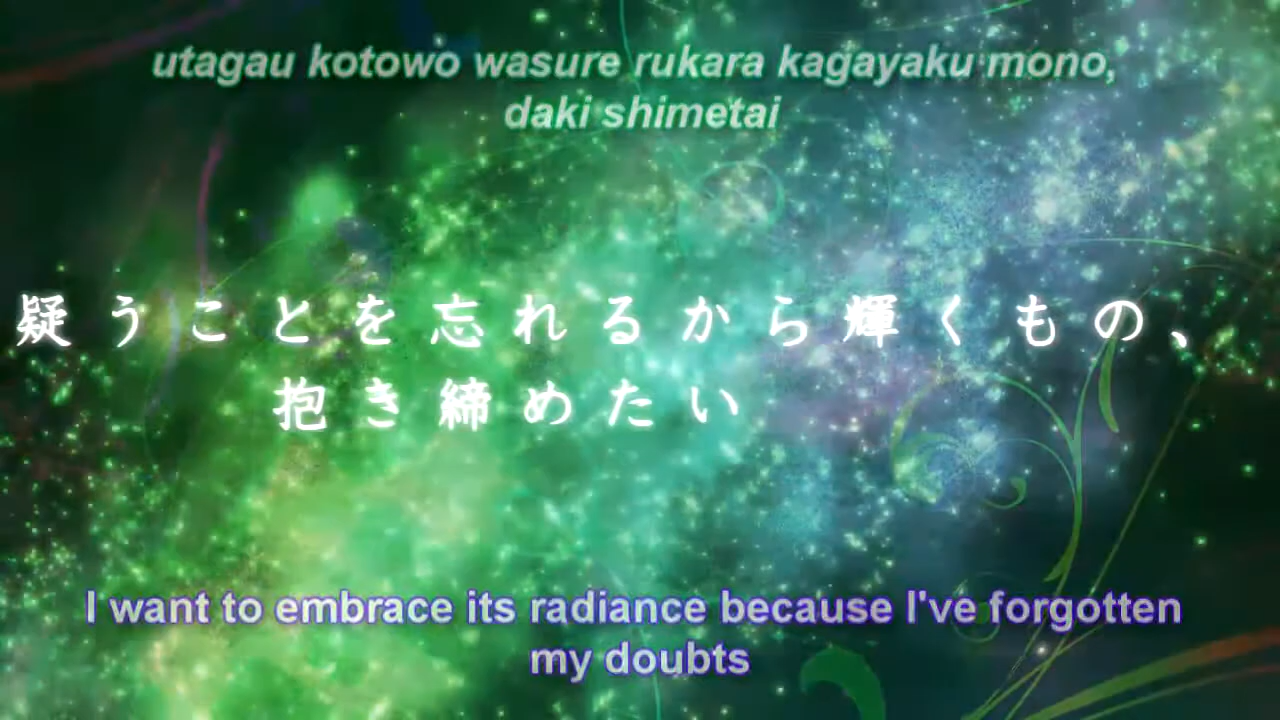 utagau kotowo wasure rukara kagayaku mono,
daki shimetai
疑うことを忘れるから輝くもの、
抱き締めたい
I want to embrace its radiance because I've forgotten
my doubts